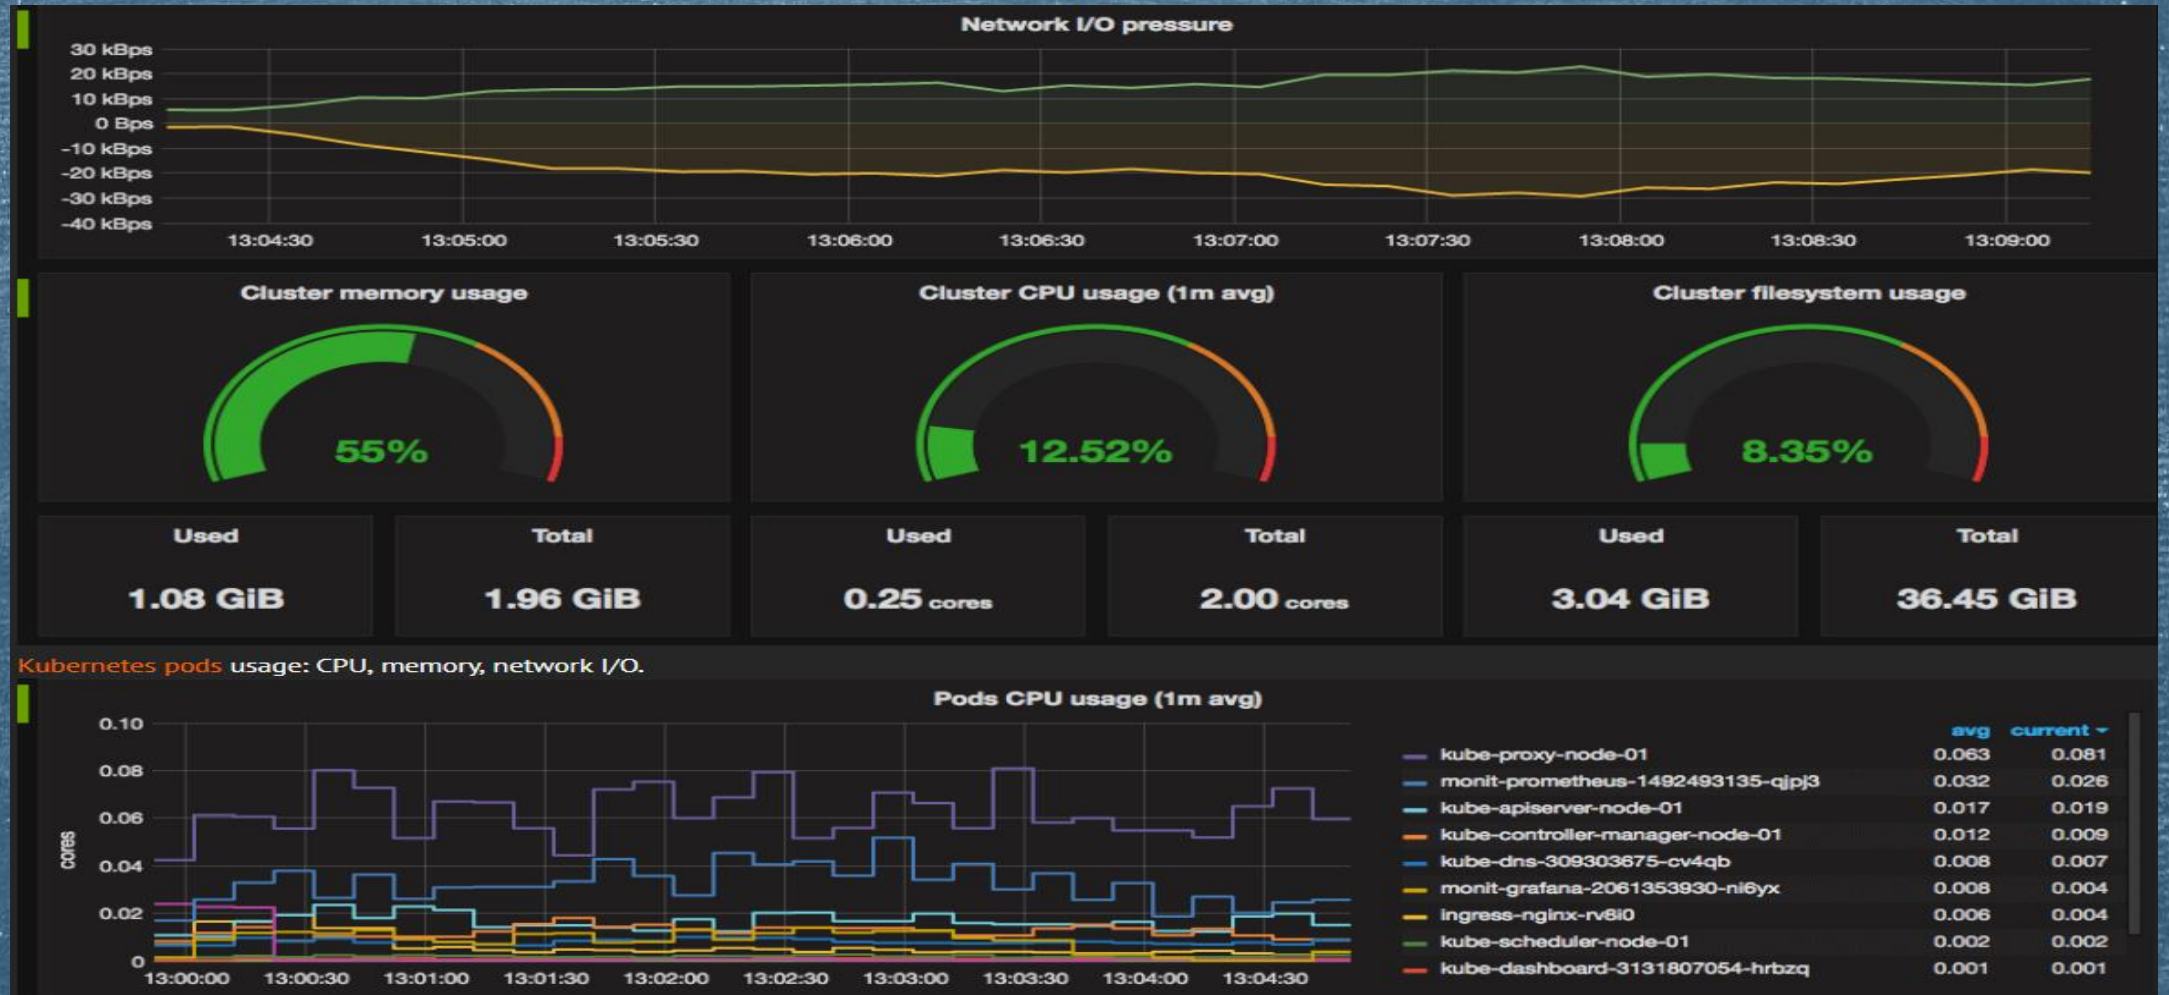 Network I/O pressure
30 kBps
20 kBps
10 kBps
0 Bps
-10 kBps
-20 kBps
-30 kBps
-40 kBps
13:04:30 13:05:00 13:05:30 13:06:00 13:06:30 13:07:00 13:07:30 13:08:00 13:08:30 13:09:00
Cluster memory usage Cluster CPU usage (1m avg) Cluster filesystem usage
55% 12.52% 8.35%
Used Total Used Total Used Total
1.08 GiB 1.96 GiB 0.25 cores 2.00 cores 3.04 GiB 36.45 GiB
Kubernetes pods usage: CPU, memory, network I/O.
Pods CPU usage (1m avg)
cores
0.10
0.08
0.06
0.04
0.02
0
13:00:00 13:00:30 13:01:00 13:01:30 13:02:00 13:02:30 13:03:00 13:03:30 13:04:00 13:04:30
avg current
kube-proxy-node-01 0.063 0.081
monit-prometheus-1492493135-qjpj3 0.032 0.026
kube-apiserver-node-01 0.017 0.019
kube-controller-manager-node-01 0.012 0.009
kube-dns-309303675-cv4qb 0.008 0.007
monit-grafana-2061353930-ni6yx 0.008 0.004
ingress-nginx-rv8i0 0.006 0.004
kube-scheduler-node-01 0.002 0.002
kube-dashboard-3131807054-hrbzq 0.001 0.001